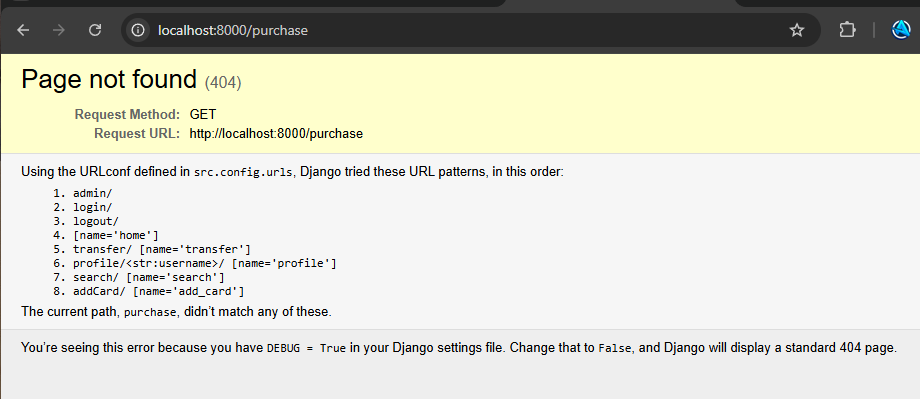 localhost:8000/purchase
Page not found (404)
Request Method: GET
Request URL: http://localhost:8000/purchase
Using the URLconf defined in src.config.urls, Django tried these URL patterns, in this order:
1. admin/
2. login/
3. logout/
4. [name='home']
5. transfer/ [name='transfer']
6. profile/<str:username>/ [name='profile']
7. search/ [name='search']
8. addCard/ [name='add_card']
The current path, purchase, didn’t match any of these.
You’re seeing this error because you have DEBUG = True in your Django settings file. Change that to False, and Django will display a standard 404 page.